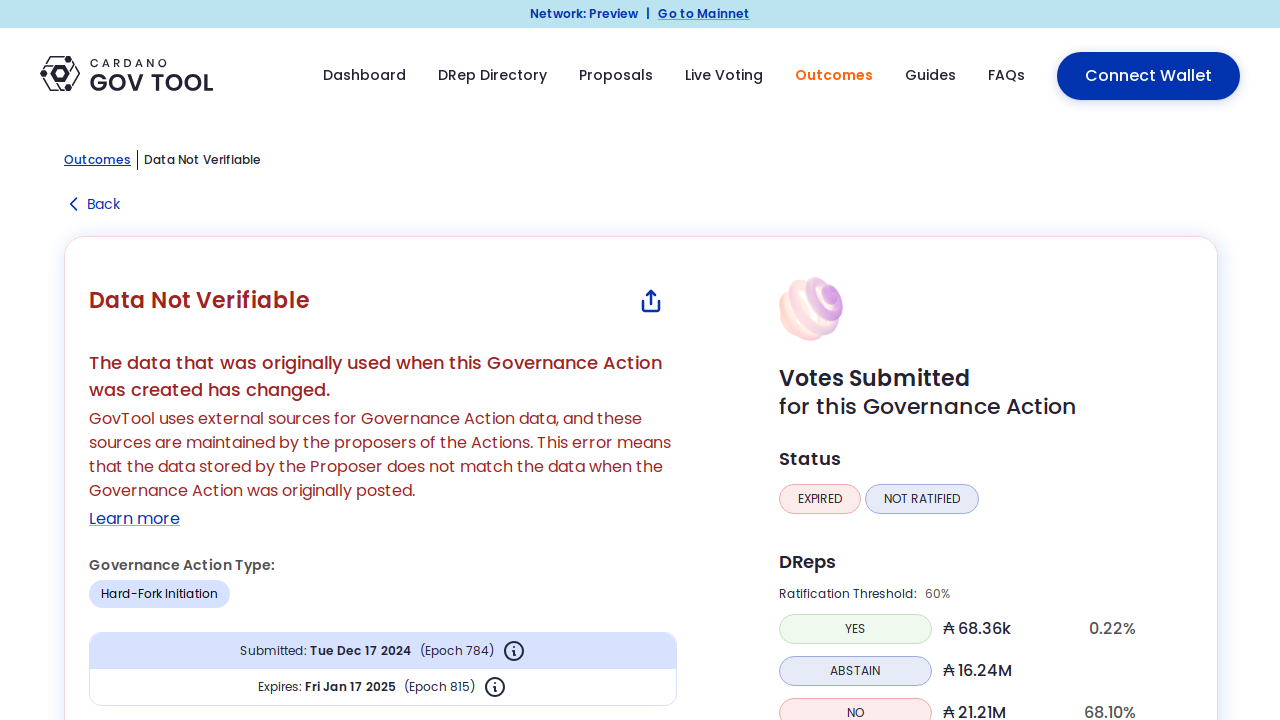 Network: Preview | Go to Mainnet
CARDANO
GOV TOOL
Dashboard
DRep Directory
Proposals
Live Voting
Outcomes
Guides
FAQs
Connect Wallet
Outcomes | Data Not Verifiable
Back
Data Not Verifiable
The data that was originally used when this Governance Action
was created has changed.
GovTool uses external sources for Governance Action data, and these
sources are maintained by the proposers of the Actions. This error means
that the data stored by the Proposer does not match the data when the
Governance Action was originally posted.
Learn more
Governance Action Type:
Hard-Fork Initiation
Submitted: Tue Dec 17 2024 (Epoch 784)
Expires: Fri Jan 17 2025 (Epoch 815)
Votes Submitted
for this Governance Action
Status
EXPIRED
NOT RATIFIED
DReps
Ratification Threshold: 60%
YES ₳ 68.36k 0.22%
ABSTAIN ₳ 16.24M
NO ₳ 21.21M 68.10%